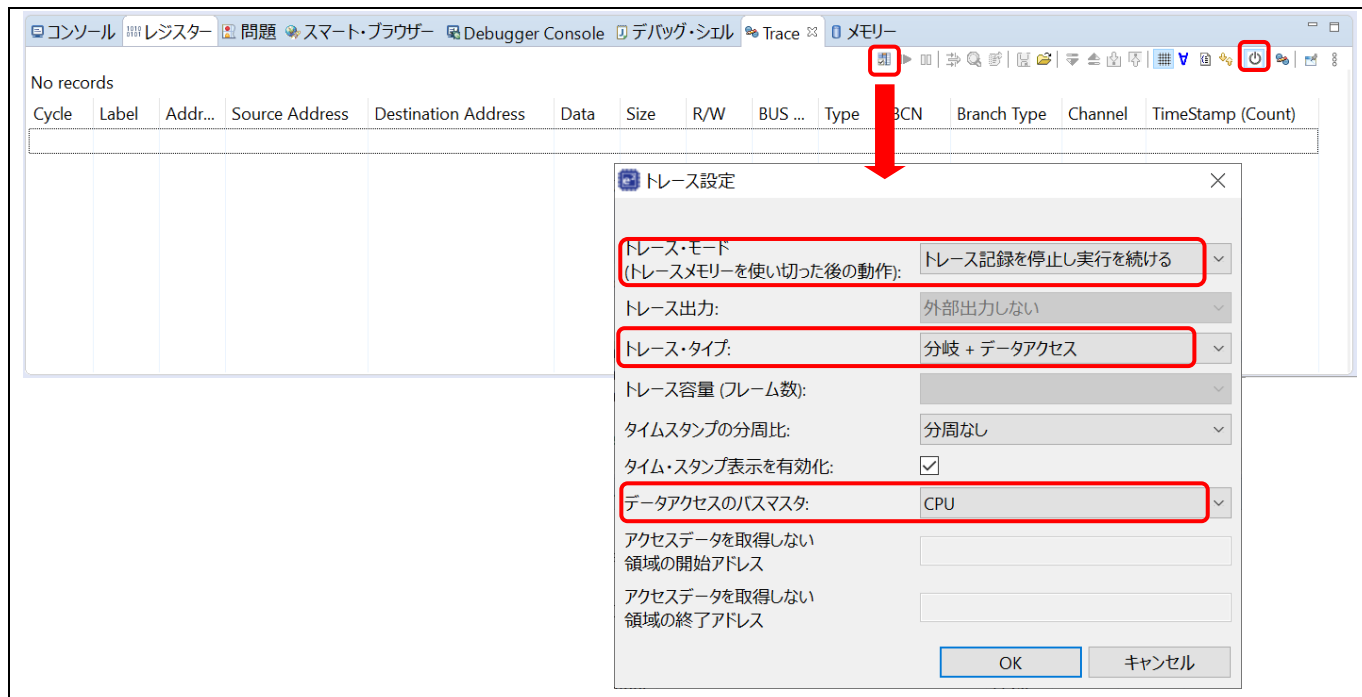 コンソール レジスター 問題 スマート・ブラウザー Debugger Console デバッグ・シェル Trace メモリー
No records
Cycle Label Addr... Source Address Destination Address Data Size R/W BUS ... Type BCN Branch Type Channel TimeStamp (Count)
トレース設定
トレース・モード
(トレースメモリーを使い切った後の動作): トレース記録を停止し実行を続ける
トレース出力: 外部出力しない
トレース・タイプ: 分岐 + データアクセス
トレース容量 (フレーム数):
タイムスタンプの分周比: 分周なし
タイム・スタンプ表示を有効化:
データアクセスのバスマスタ: CPU
アクセスデータを取得しない
領域の開始アドレス
アクセスデータを取得しない
領域の終了アドレス
OK キャンセル